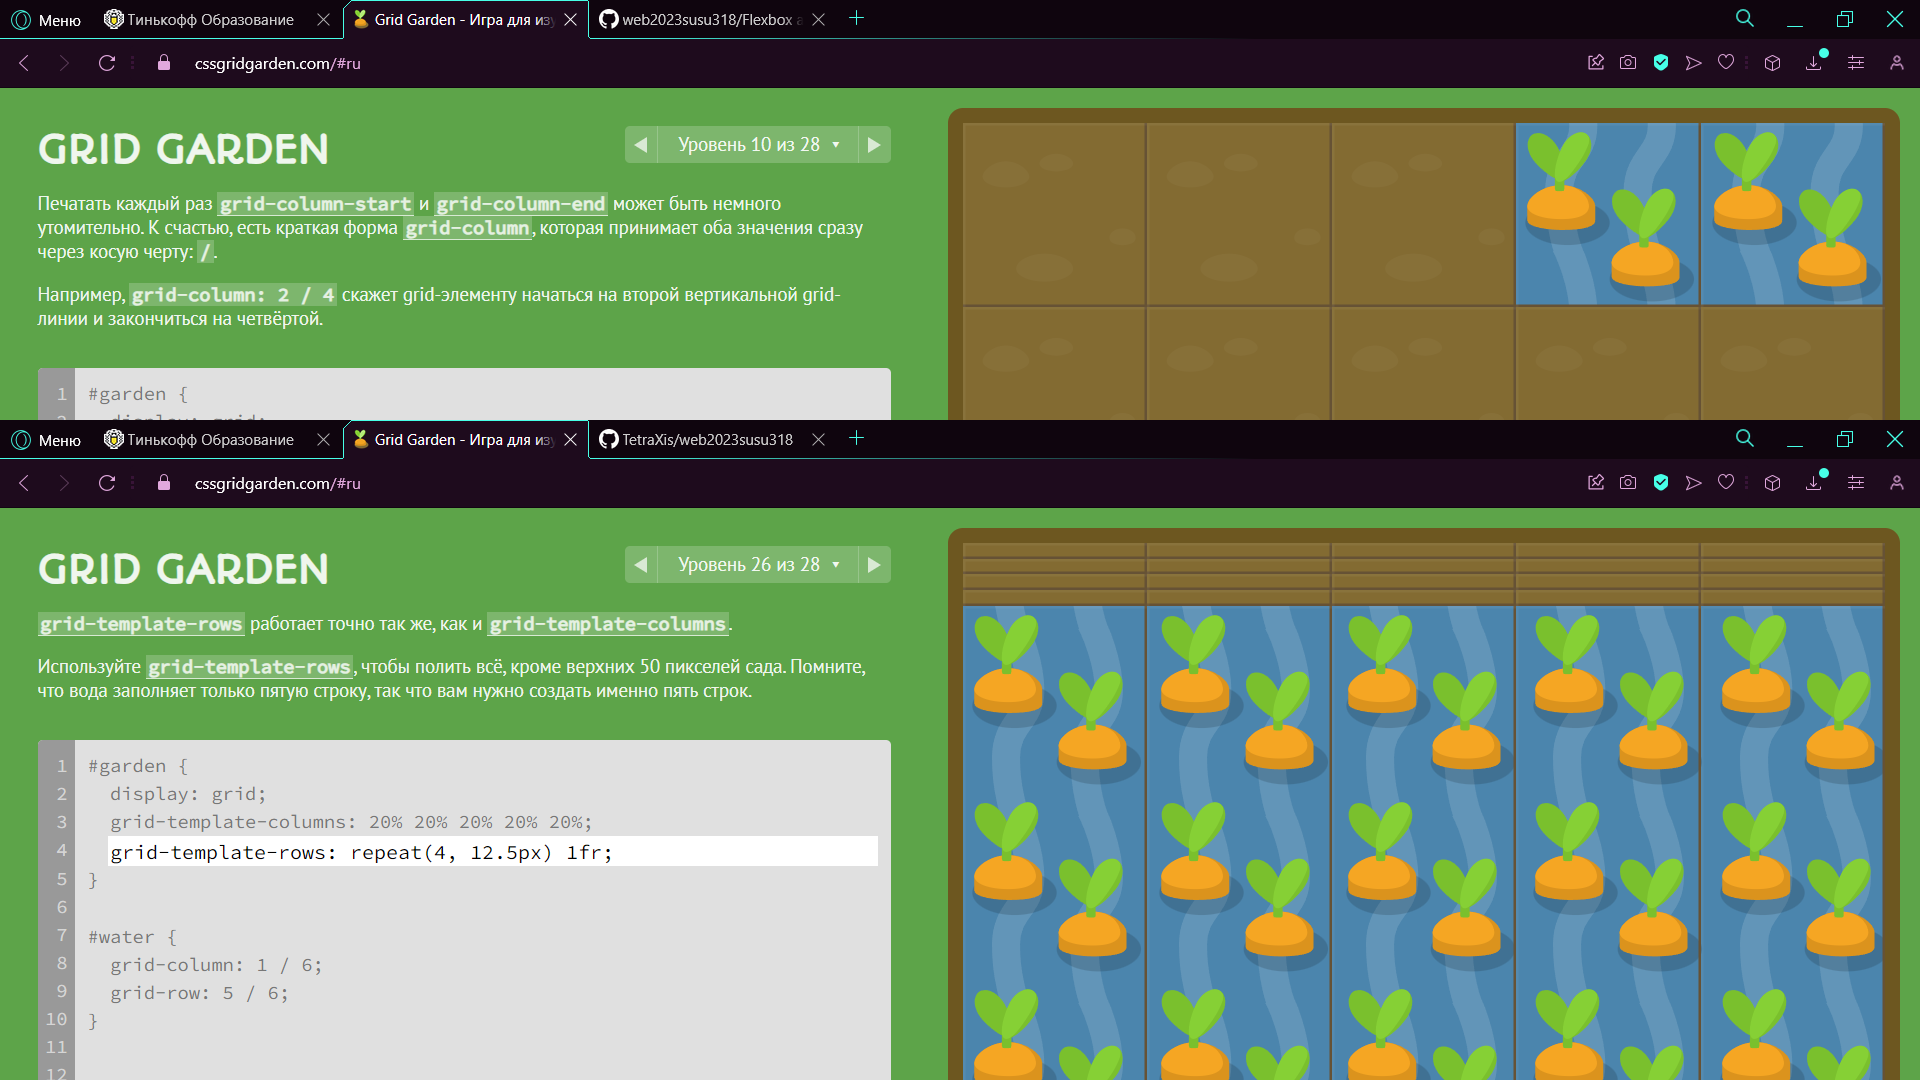 Меню
Тинькофф Образование
Grid Garden - Игра для из
web2023susu318/Flexbox a
cssgridgarden.com/#ru
GRID GARDEN
Уровень 10 из 28
Печатать каждый раз grid-column-start и grid-column-end может быть немного
утомительно. К счастью, есть краткая форма grid-column, которая принимает оба значения сразу
через косую черту: /.
Например, grid-column: 2 / 4 скажет grid-элементу начаться на второй вертикальной grid-
линии и закончиться на четвёртой.
1 #garden {
2 display: grid;
Меню
Тинькофф Образование
Grid Garden - Игра для из
TetraXis/web2023susu318
cssgridgarden.com/#ru
GRID GARDEN
Уровень 26 из 28
grid-template-rows работает точно так же, как и grid-template-columns.
Используйте grid-template-rows, чтобы полить всё, кроме верхних 50 пикселей сада. Помните,
что вода заполняет только пятую строку, так что вам нужно создать именно пять строк.
1 #garden {
2 display: grid;
3 grid-template-columns: 20% 20% 20% 20% 20%;
4 grid-template-rows: repeat(4, 12.5px) 1fr;
5 }
6
7 #water {
8 grid-column: 1 / 6;
9 grid-row: 5 / 6;
10 }
11
12